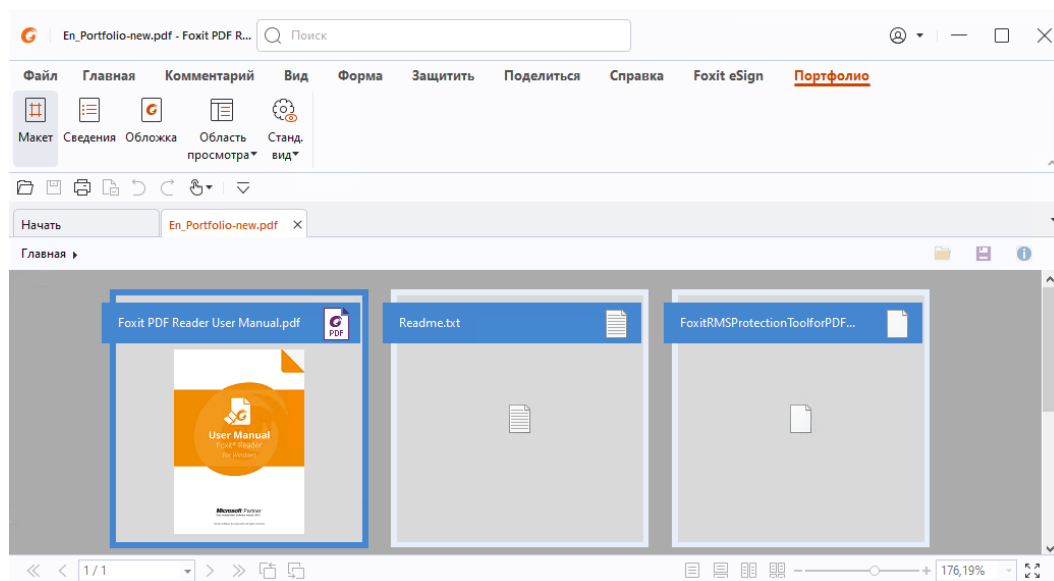 En_Portfolio-new.pdf - Foxit PDF R...
Поиск
Файл Главная Комментарий Вид Форма Защитить Поделиться Справка Foxit eSign Портфолио
Макет Сведения Обложка Область просмотра Станд. вид
Начать En_Portfolio-new.pdf
Главная
Foxit PDF Reader User Manual.pdf PDF Readme.txt FoxitRMSProtectionToolforPDF...
User Manual
Foxit® Reader
For Windows
Microsoft Partner
1 / 1 176,19%